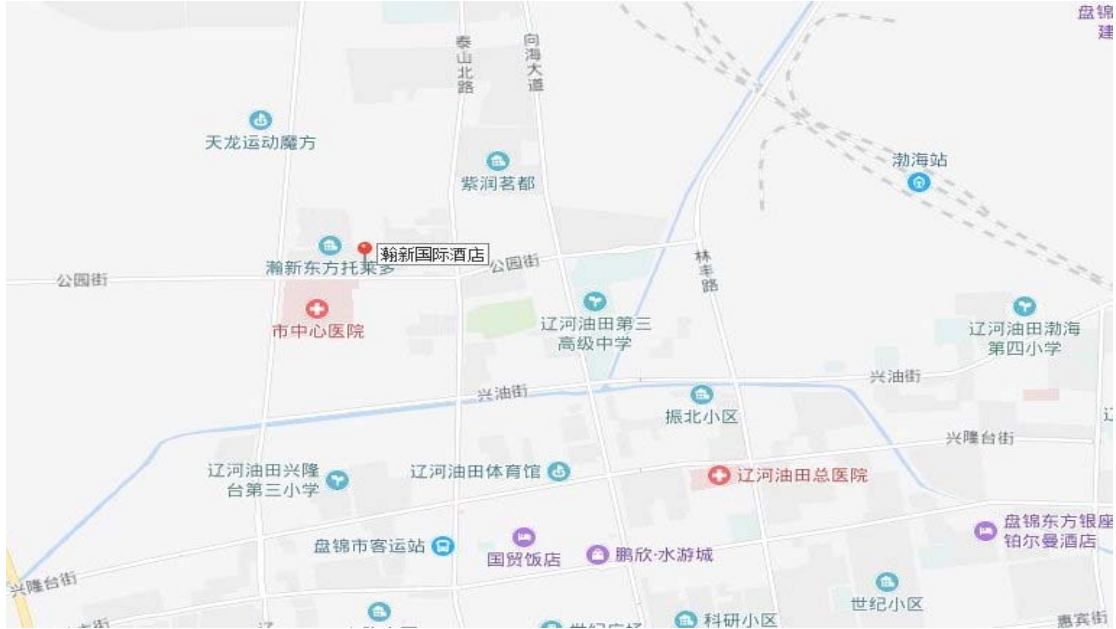 盘锦
建
泰山北路
向海大道
天龙运动魔方
紫润茗都
渤海站
瀚新国际酒店
瀚新东方托莱多
公园街
公园街
林丰路
市中心医院
辽河油田第三
高级中学
辽河油田渤海
第四小学
兴油街
兴油街
振北小区
兴隆台街
辽河油田兴隆
台第三小学
辽河油田体育馆
辽河油田总医院
盘锦市客运站
国贸饭店
鹏欣·水游城
盘锦东方银座
铂尔曼酒店
兴隆台街
世纪小区
科研小区
世纪广场
惠宾街